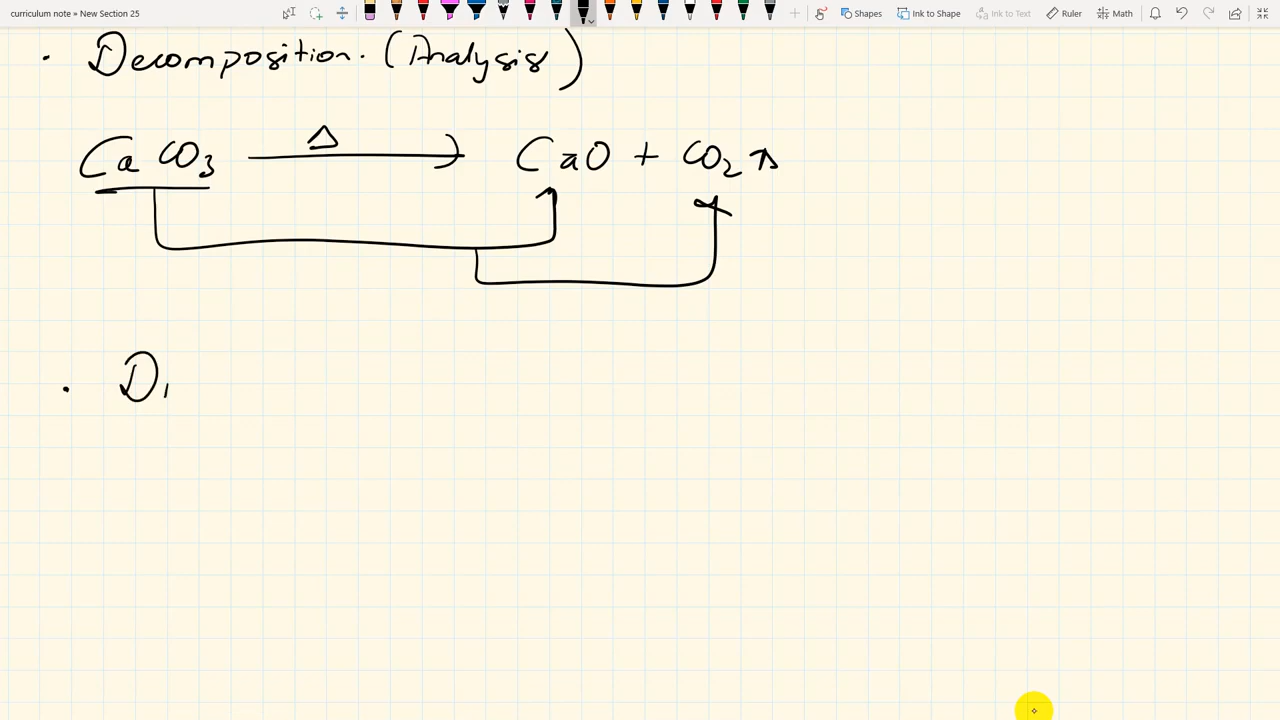 curriculum note » New Section 25
Shapes Ink to Shape Ink to Text Ruler Math
· Decomposition. (Analysis)
CaCO₃ —Δ→ CaO + CO₂ ↑
· Di